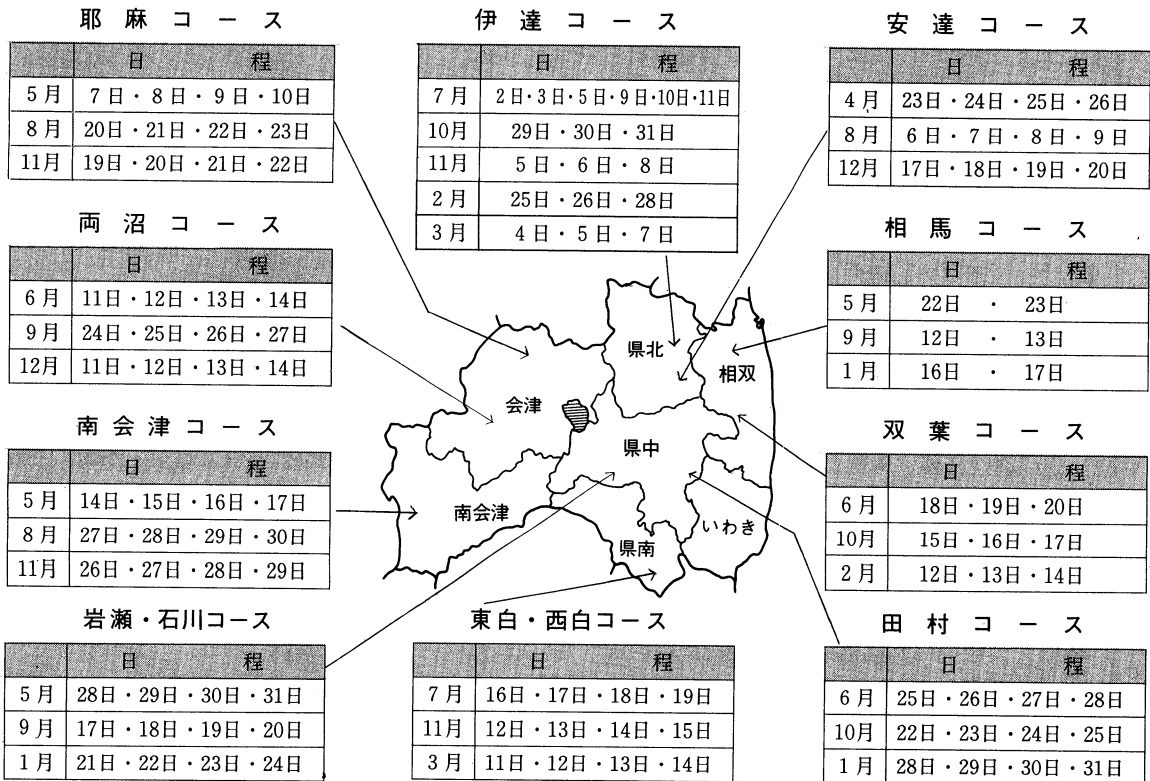 耶麻コース
日程
5月 7日・8日・9日・10日
8月 20日・21日・22日・23日
11月 19日・20日・21日・22日
伊達コース
日程
7月 2日・3日・5日・9日・10日・11日
10月 29日・30日・31日
11月 5日・6日・8日
2月 25日・26日・28日
3月 4日・5日・7日
安達コース
日程
4月 23日・24日・25日・26日
8月 6日・7日・8日・9日
12月 17日・18日・19日・20日
両沼コース
日程
6月 11日・12日・13日・14日
9月 24日・25日・26日・27日
12月 11日・12日・13日・14日
相馬コース
日程
5月 22日・23日
9月 12日・13日
1月 16日・17日
南会津コース
日程
5月 14日・15日・16日・17日
8月 27日・28日・29日・30日
11月 26日・27日・28日・29日
双葉コース
日程
6月 18日・19日・20日
10月 15日・16日・17日
2月 12日・13日・14日
県北
相双
会津
県中
南会津
県南
いわき
岩瀬・石川コース
日程
5月 28日・29日・30日・31日
9月 17日・18日・19日・20日
1月 21日・22日・23日・24日
東白・西白コース
日程
7月 16日・17日・18日・19日
11月 12日・13日・14日・15日
3月 11日・12日・13日・14日
田村コース
日程
6月 25日・26日・27日・28日
10月 22日・23日・24日・25日
1月 28日・29日・30日・31日